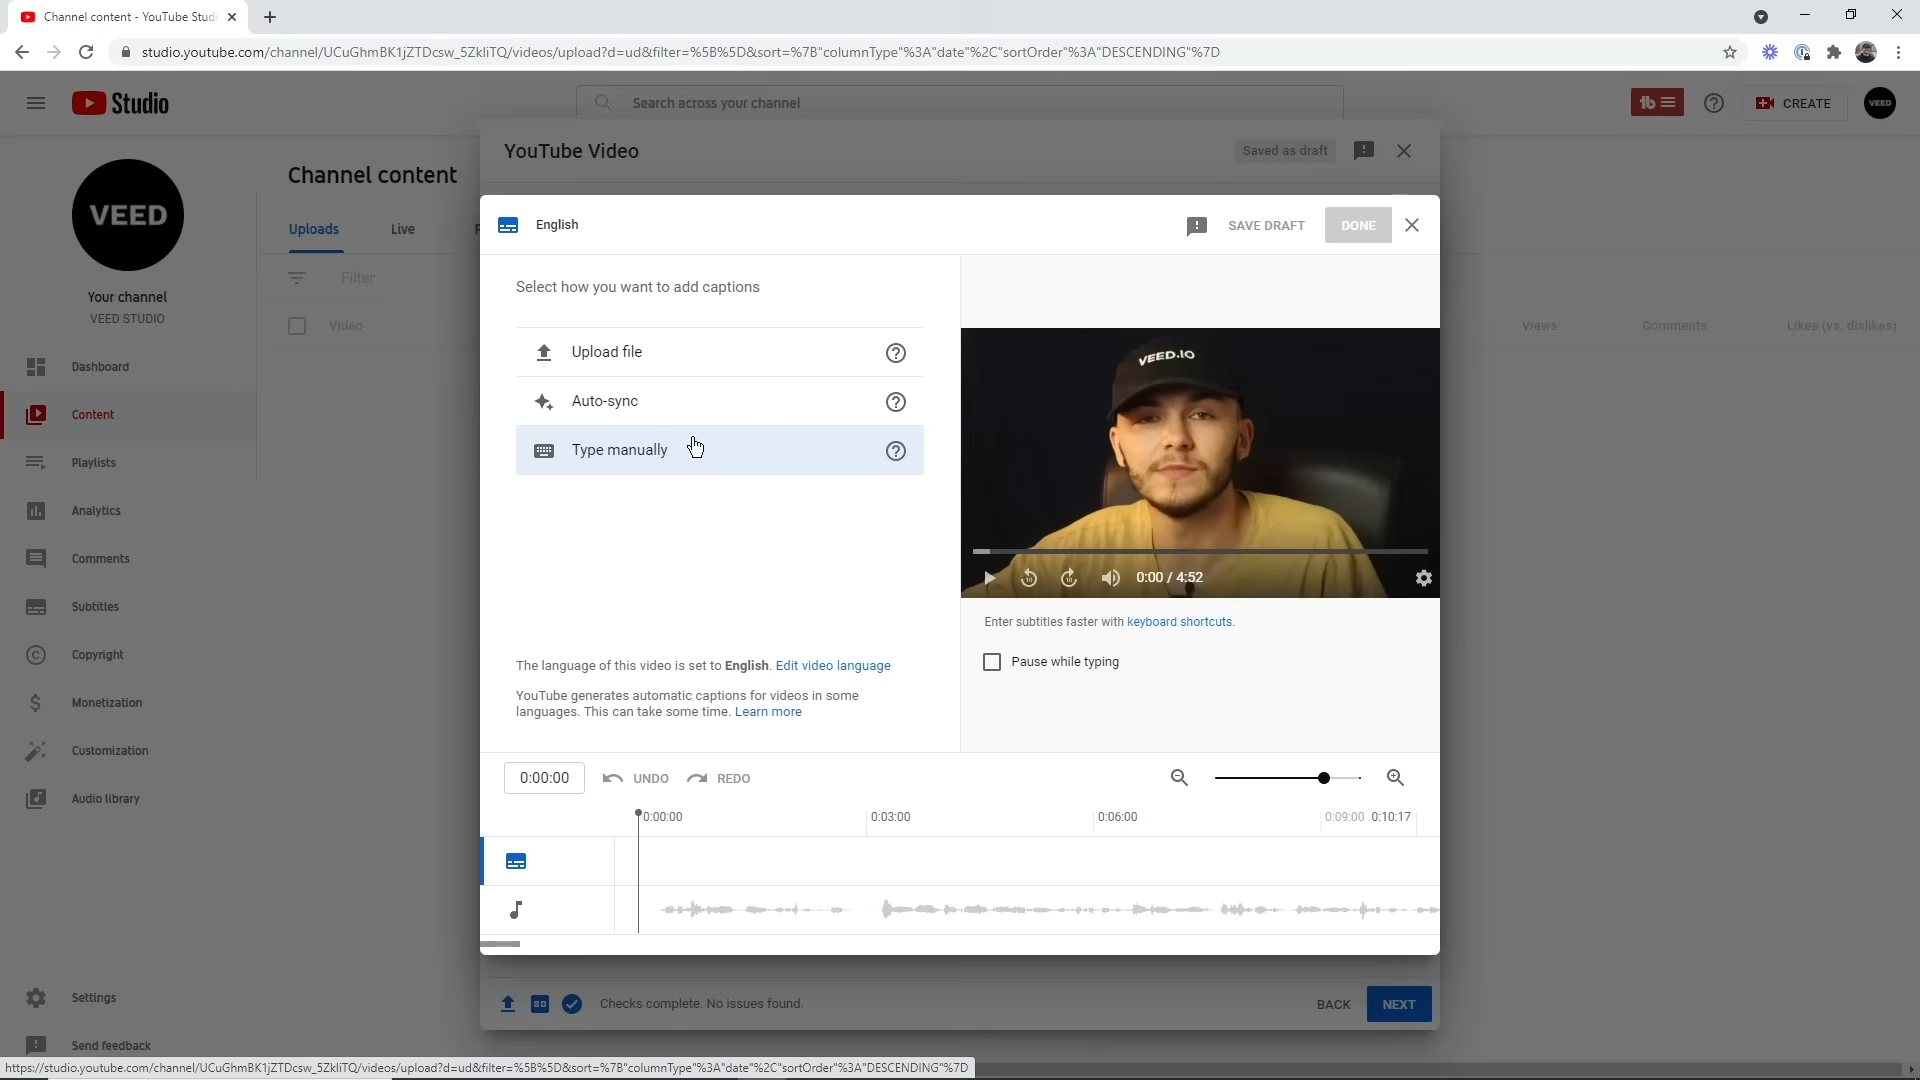 Channel content - YouTube Stud
studio.youtube.com/channel/UCuGhmBK1jZTDcsw_5ZkliTQ/videos/upload?d=ud&filter=%5B%5D&sort=%7B"columnType"%3A"date"%2C"sortOrder"%3A"DESCENDING"%7D
Studio
Search across your channel
CREATE
VEED
YouTube Video
Saved as draft
VEED
Your channel
VEED STUDIO
Channel content
Uploads
Live
Filter
Video
Views
Comments
Likes (vs. dislikes)
Dashboard
Content
Playlists
Analytics
Comments
Subtitles
Copyright
Monetization
Customization
Audio library
Settings
Send feedback
English
SAVE DRAFT
DONE
Select how you want to add captions
Upload file
Auto-sync
Type manually
The language of this video is set to English. Edit video language
YouTube generates automatic captions for videos in some
languages. This can take some time. Learn more
VEED.IO
10
10
0:00 / 4:52
Enter subtitles faster with keyboard shortcuts.
Pause while typing
0:00:00
UNDO
REDO
0:00:00
0:03:00
0:06:00
0:09:00
0:10:17
SD
Checks complete. No issues found.
BACK
NEXT
https://studio.youtube.com/channel/UCuGhmBK1jZTDcsw_5ZkliTQ/videos/upload?d=ud&filter=%5B%5D&sort=%7B"columnType"%3A"date"%2C"sortOrder"%3A"DESCENDING"%7D